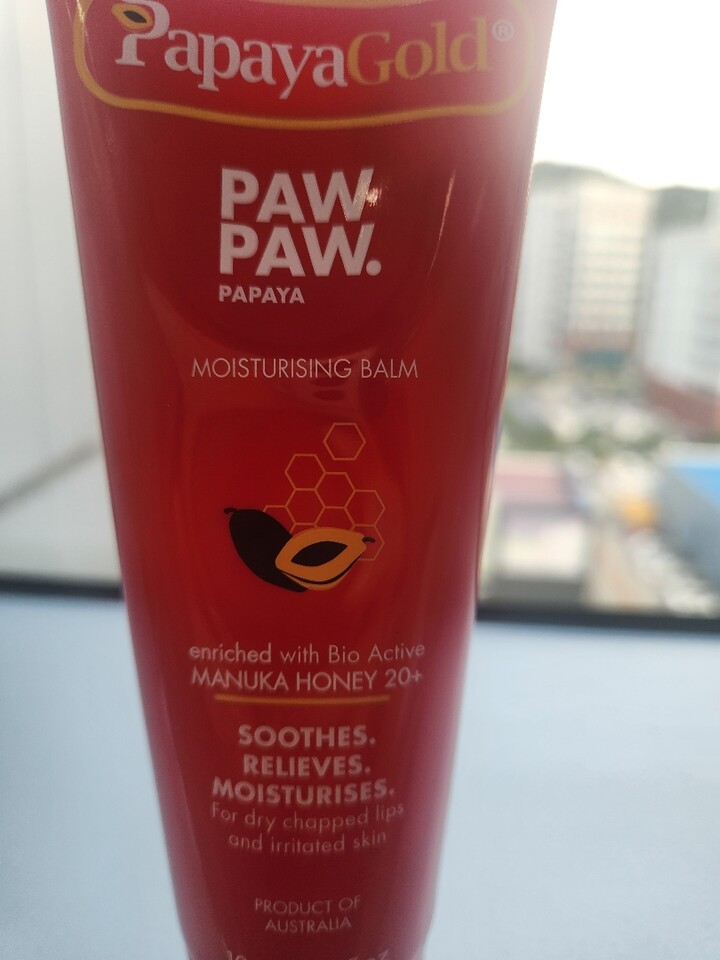 PapayaGold®
PAW
PAW.
PAPAYA
MOISTURISING BALM
enriched with Bio Active
MANUKA HONEY 20+
SOOTHES.
RELIEVES.
MOISTURISES.
For dry chapped lips
and irritated skin
PRODUCT OF
AUSTRALIA